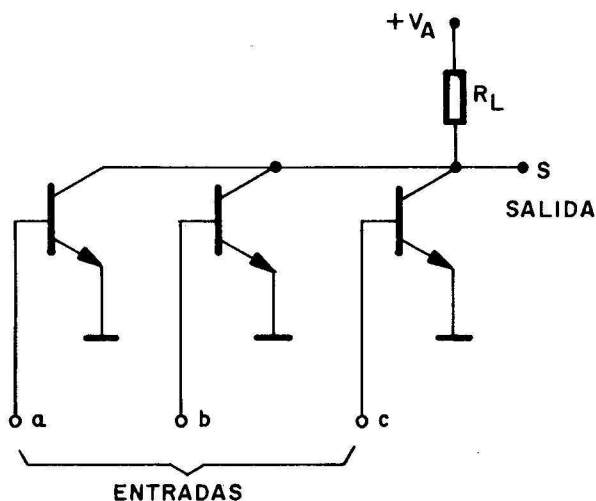 +VA
RL
S
SALIDA
a b c
ENTRADAS